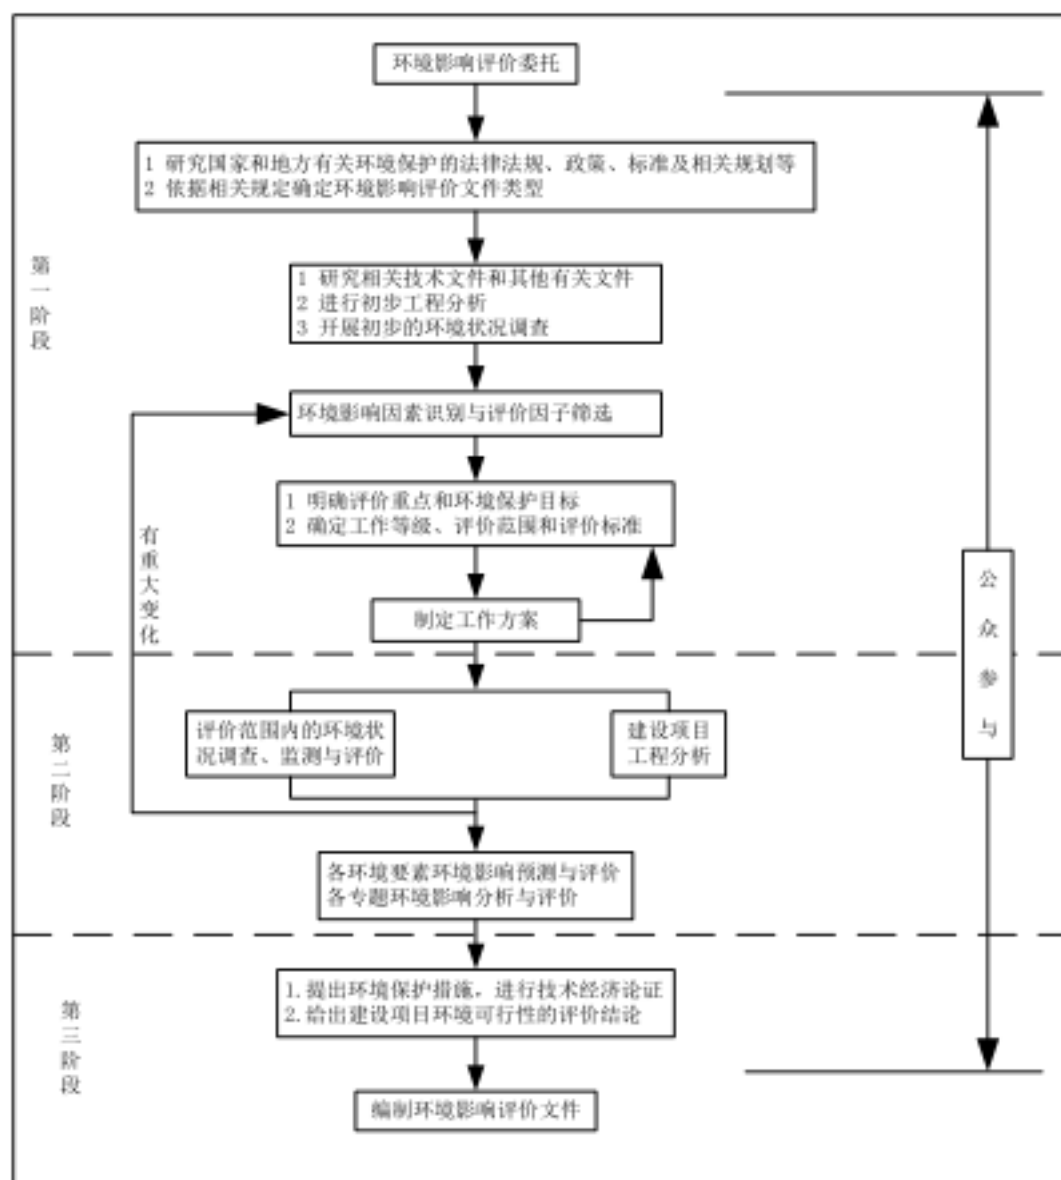 环境影响评价委托
1 研究国家和地方有关环境保护的法律法规、政策、标准及相关规划等
2 依据相关规定确定环境影响评价文件类型
第一阶段
1 研究相关技术文件和其他有关文件
2 进行初步工程分析
3 开展初步的环境状况调查
环境影响因素识别与评价因子筛选
1 明确评价重点和环境保护目标
2 确定工作等级、评价范围和评价标准
有重大变化
制定工作方案
公众参与
第二阶段
评价范围内的环境状
况调查、监测与评价
建设项目
工程分析
各环境要素环境影响预测与评价
各专题环境影响分析与评价
第三阶段
1.提出环境保护措施，进行技术经济论证
2.给出建设项目环境可行性的评价结论
编制环境影响评价文件